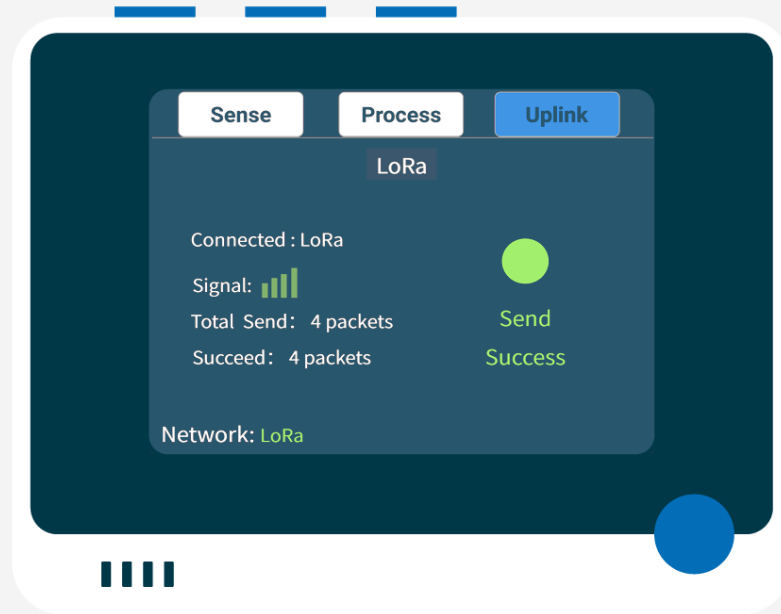 Sense Process Uplink
LoRa
Connected : LoRa
Signal:
Total Send: 4 packets
Succeed: 4 packets
Send
Success
Network: LoRa